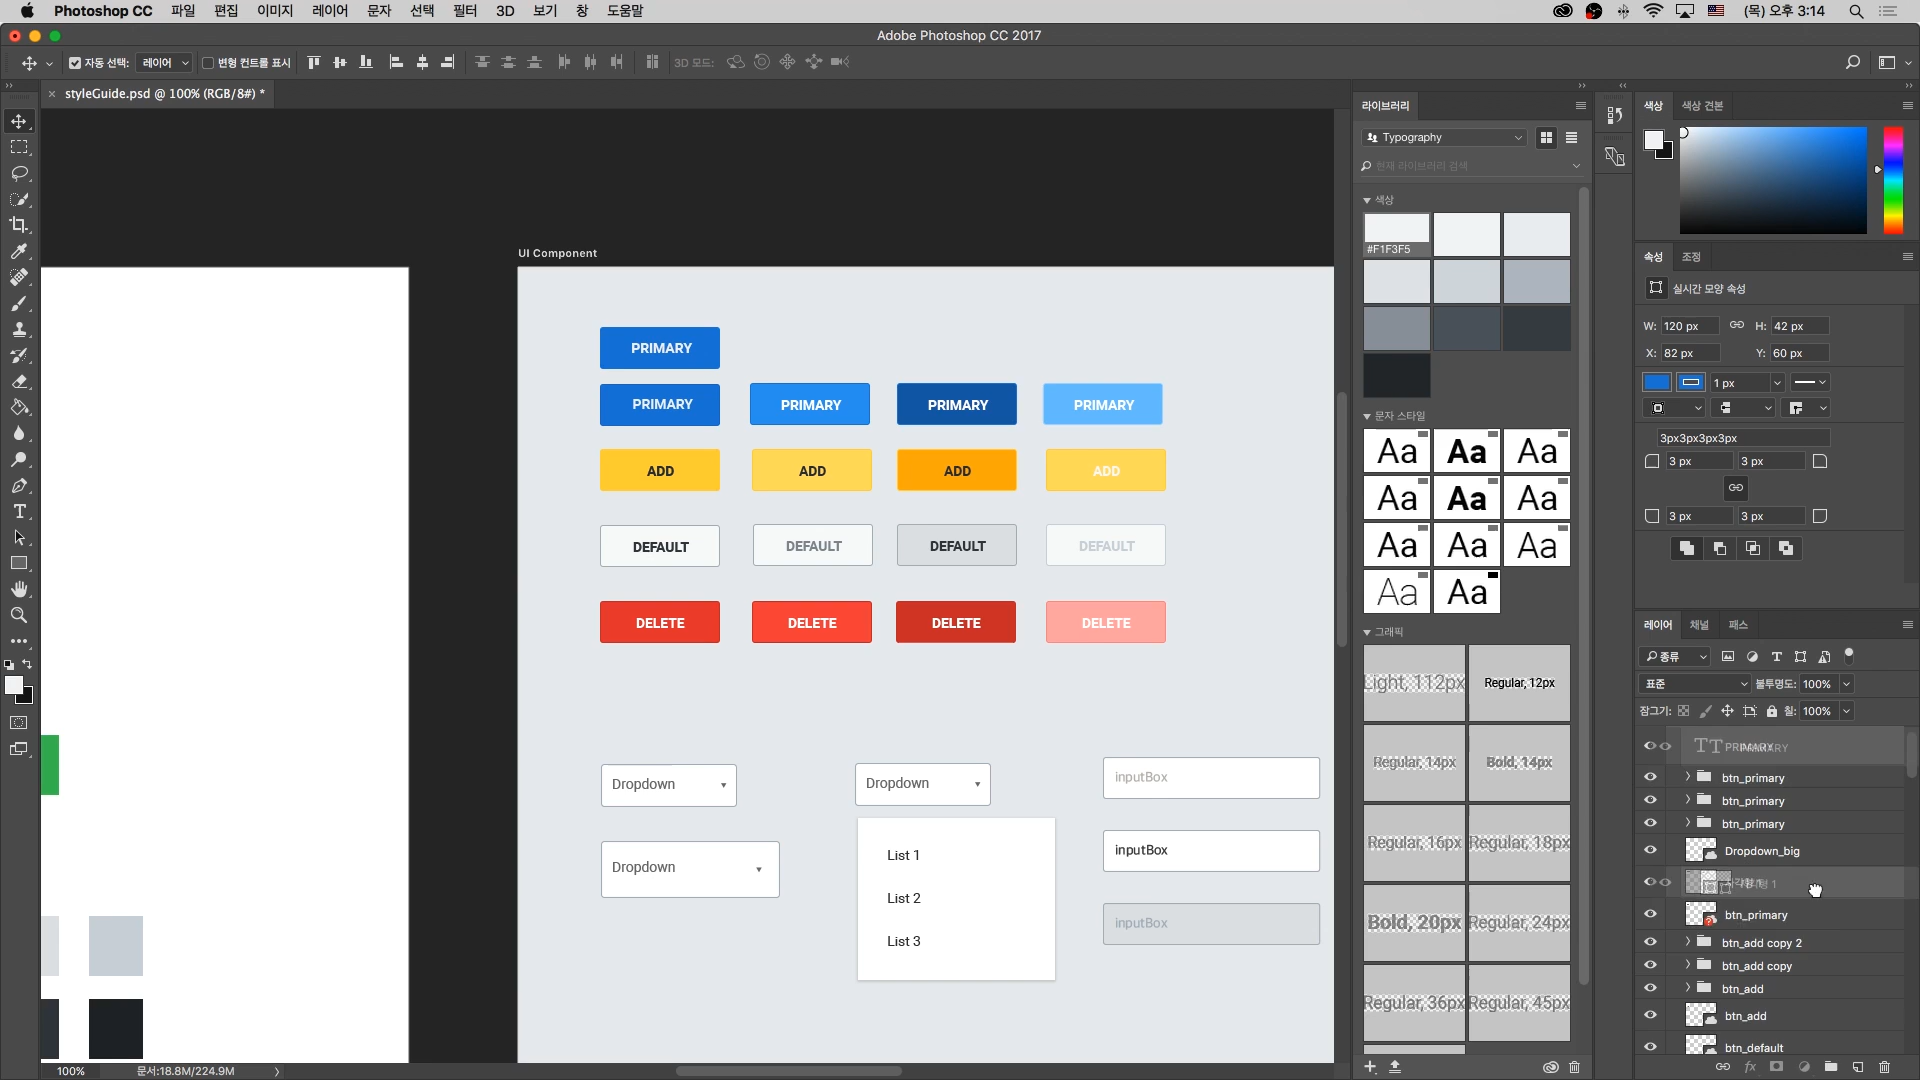 Photoshop CC 파일 편집 이미지 레이어 문자 선택 필터 3D 보기 창 도움말 (목) 오후 3:14
Adobe Photoshop CC 2017
자동 선택: 레이어 변형 컨트롤 표시 3D 모드:
styleGuide.psd @ 100% (RGB/8#) *
UI Component
PRIMARY
PRIMARY PRIMARY PRIMARY PRIMARY
ADD ADD ADD ADD
DEFAULT DEFAULT DEFAULT DEFAULT
DELETE DELETE DELETE DELETE
Dropdown Dropdown inputBox
Dropdown
List 1
List 2
List 3
inputBox
inputBox
100% 문서:18.8M/224.9M
라이브러리
Typography
현재 라이브러리 검색
색상
#F1F3F5
문자 스타일
Aa Aa Aa
Aa Aa Aa
Aa Aa Aa
Aa Aa
그래픽
Light, 112px Regular, 12px
Regular, 14px Bold, 14px
Regular, 16px Regular, 18px
Bold, 20px Regular, 24px
Regular, 36px Regular, 45px
색상 색상 견본
속성 조정
실시간 모양 속성
W: 120 px H: 42 px
X: 82 px Y: 60 px
1 px
3px3px3px3px
3 px 3 px
3 px 3 px
레이어 채널 패스
종류
표준 불투명도: 100%
잠그기: 칠: 100%
PRIMARY
btn_primary
btn_primary
btn_primary
Dropdown_big
btn_primary
btn_add copy 2
btn_add copy
btn_add
btn_add
btn_default